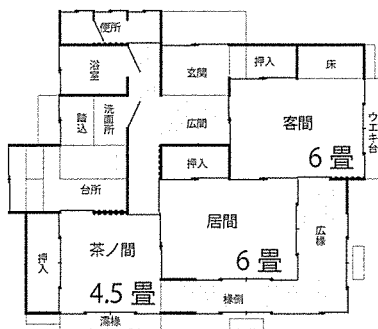 便所
浴室
玄関
押入
床
踏込
洗面所
広間
客間
6 畳
ウエキ台
押入
台所
居間
6 畳
広縁
茶ノ間
4.5 畳
押入
縁側
濡縁